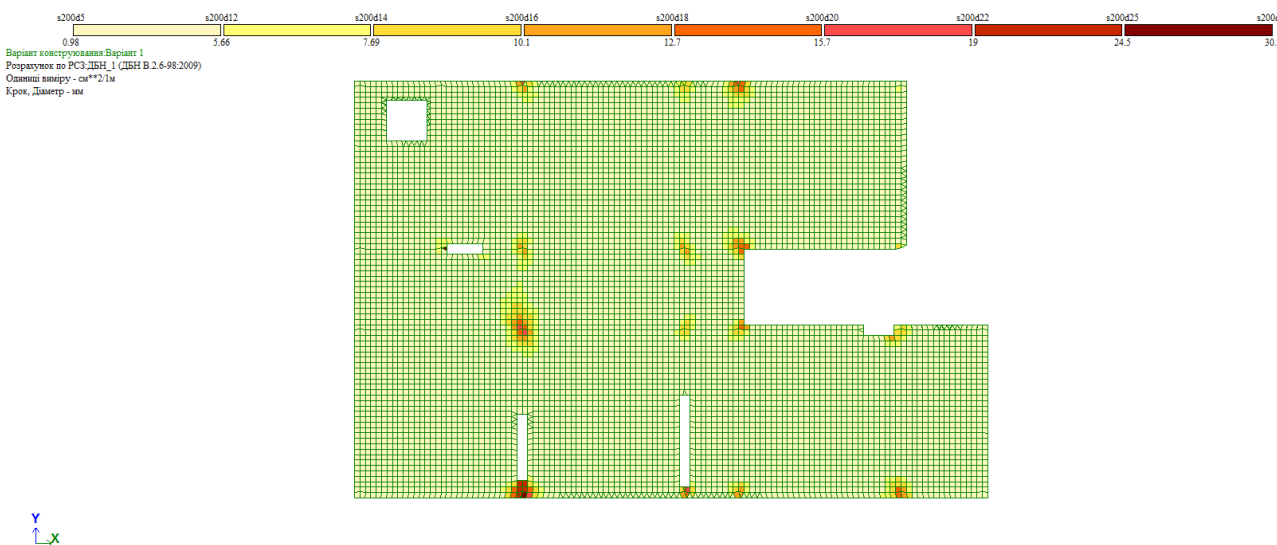 s200d5 s200d12 s200d14 s200d16 s200d18 s200d20 s200d22 s200d25
0.98 5.66 7.69 10.1 12.7 15.7 19 24.5 30.
Варіант конструювання:Варіант 1
Розрахунок по РСЗ:ДБН_1 (ДБН В.2.6-98:2009)
Одиниці виміру - см**2/1м
Крок, Діаметр - мм
Y
X